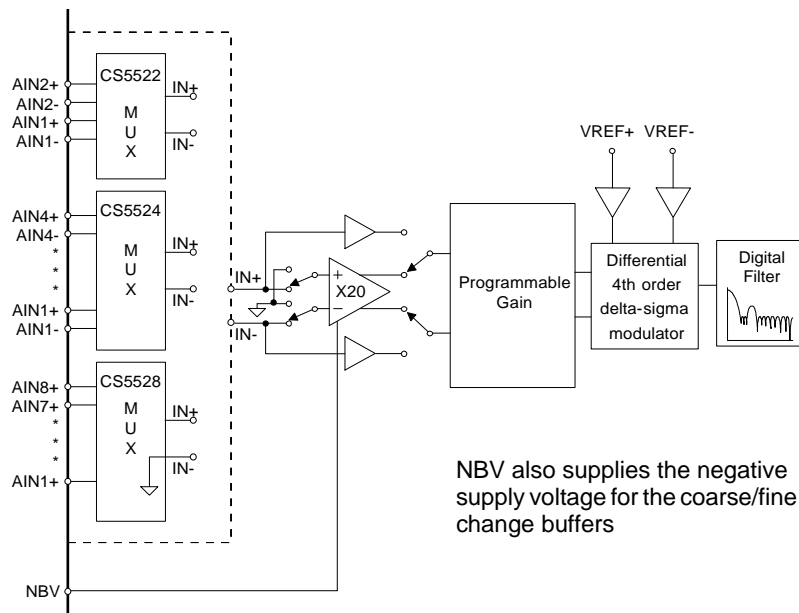 CS5522
M
U
X
AIN2+
AIN2-
AIN1+
AIN1-
IN+
IN-
CS5524
M
U
X
AIN4+
AIN4-
*
*
*
AIN1+
AIN1-
IN+
IN-
CS5528
M
U
X
AIN8+
AIN7+
*
*
*
AIN1+
IN+
IN-
NBV
IN+
IN-
+
X20
−
Programmable
Gain
VREF+
VREF-
Differential
4th order
delta-sigma
modulator
Digital
Filter
NBV also supplies the negative
supply voltage for the coarse/fine
change buffers